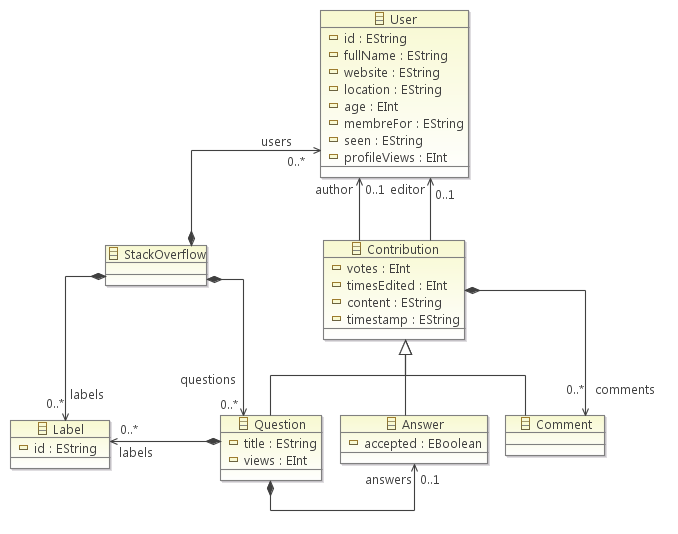 User
id : EString
fullName : EString
website : EString
location : EString
age : EInt
membreFor : EString
seen : EString
profileViews : EInt
users
0..*
author
0..1
editor
0..1
StackOverflow
Contribution
votes : EInt
timesEdited : EInt
content : EString
timestamp : EString
labels
0..*
questions
0..*
0..*
comments
Label
id : EString
0..*
labels
Question
title : EString
views : EInt
Answer
accepted : EBoolean
Comment
answers
0..1